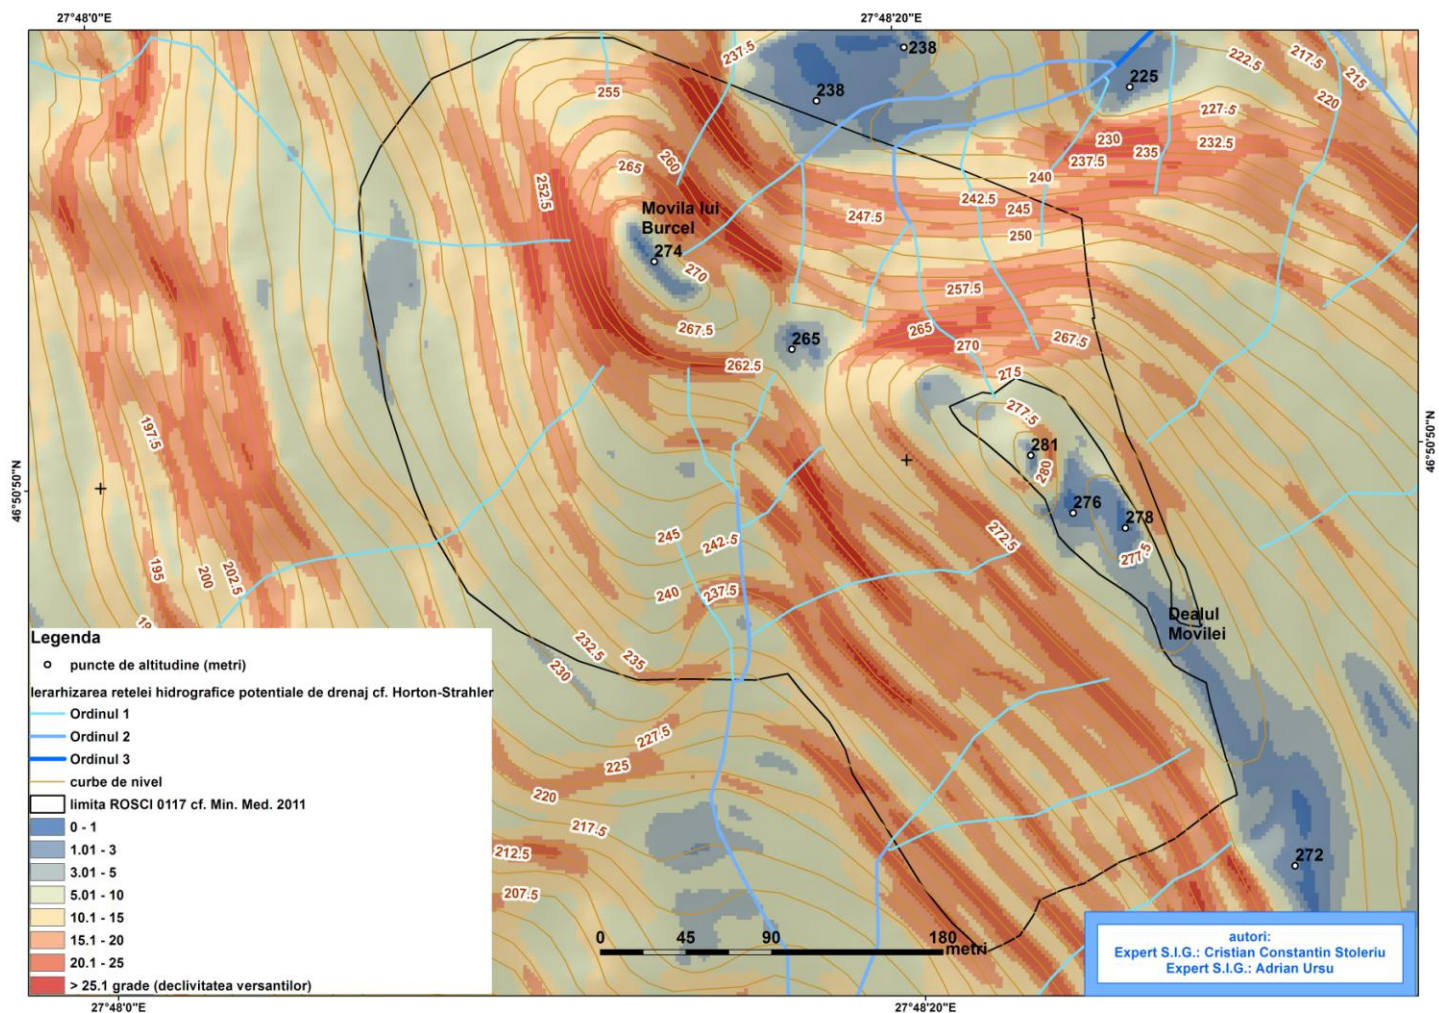 27°48'0"E
27°48'20"E
238
237.5
222.5
217.5
215
238
225
255
220
227.5
230
232.5
235
237.5
260
265
240
252.5
242.5
Movila lui
Burcel
245
247.5
250
274
270
257.5
267.5
265
265
267.5
270
262.5
275
277.5
197.5
281
46°50'50"N
280
46°50'50"N
276
278
272.5
245
242.5
277.5
195
200
202.5
240
237.5
Dealul
Movilei
232.5
235
230
227.5
225
220
217.5
212.5
272
207.5
Legenda
puncte de altitudine (metri)
Ierarhizarea retelei hidrografice potentiale de drenaj cf. Horton-Strahler
Ordinul 1
Ordinul 2
Ordinul 3
curbe de nivel
limita ROSCI 0117 cf. Min. Med. 2011
0 - 1
1.01 - 3
3.01 - 5
5.01 - 10
10.1 - 15
15.1 - 20
20.1 - 25
> 25.1 grade (declivitatea versantilor)
0 45 90 180
metri
autori:
Expert S.I.G.: Cristian Constantin Stoleriu
Expert S.I.G.: Adrian Ursu
27°48'0"E
27°48'20"E